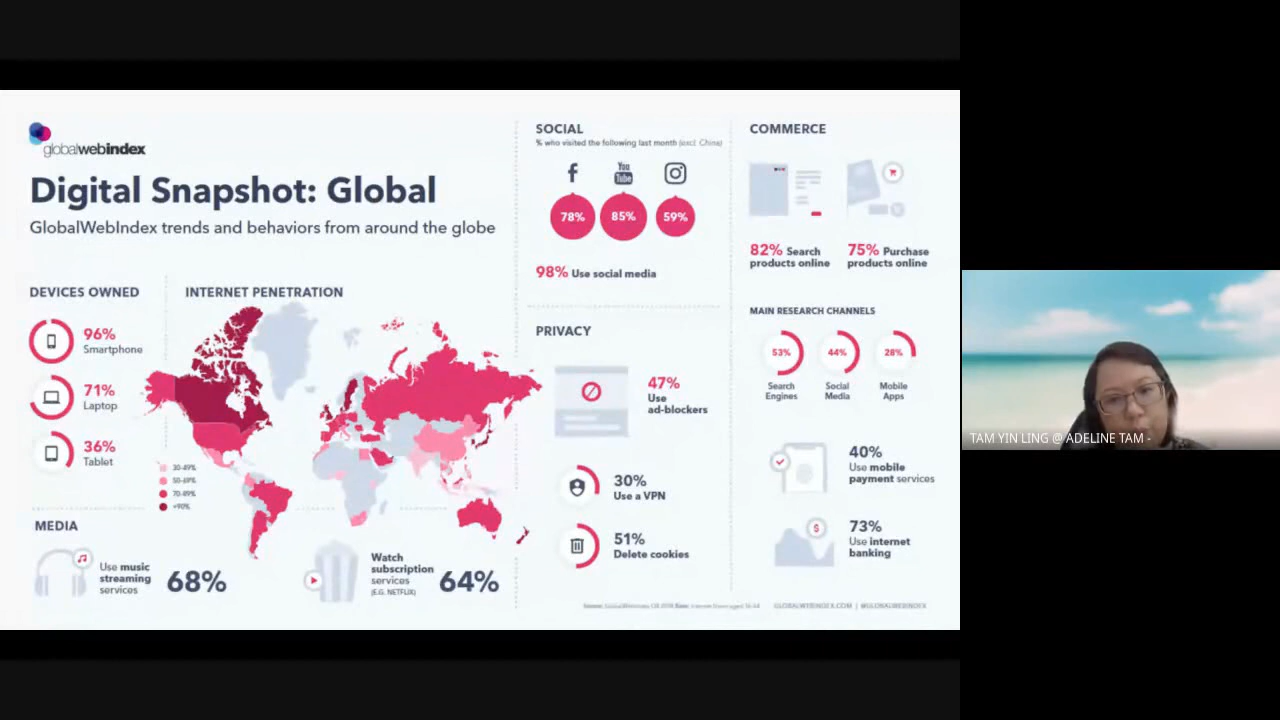 globalwebindex
Digital Snapshot: Global
GlobalWebIndex trends and behaviors from around the globe
DEVICES OWNED
96%
Smartphone
71%
Laptop
36%
Tablet
INTERNET PENETRATION
30-49%
50-69%
70-89%
+90%
MEDIA
Use music
streaming
services
68%
Watch
subscription
services
(E.G. NETFLIX)
64%
SOCIAL
% who visited the following last month (excl. China)
You
Tube
78%
85%
59%
98% Use social media
PRIVACY
47%
Use
ad-blockers
30%
Use a VPN
51%
Delete cookies
COMMERCE
82% Search
products online
75% Purchase
products online
MAIN RESEARCH CHANNELS
53%
44%
28%
Search
Engines
Social
Media
Mobile
Apps
40%
Use mobile
payment services
73%
Use internet
banking
GLOBALWEBINDEX.COM | @GLOBALWEBINDEX
TAM YIN LING @ ADELINE TAM -